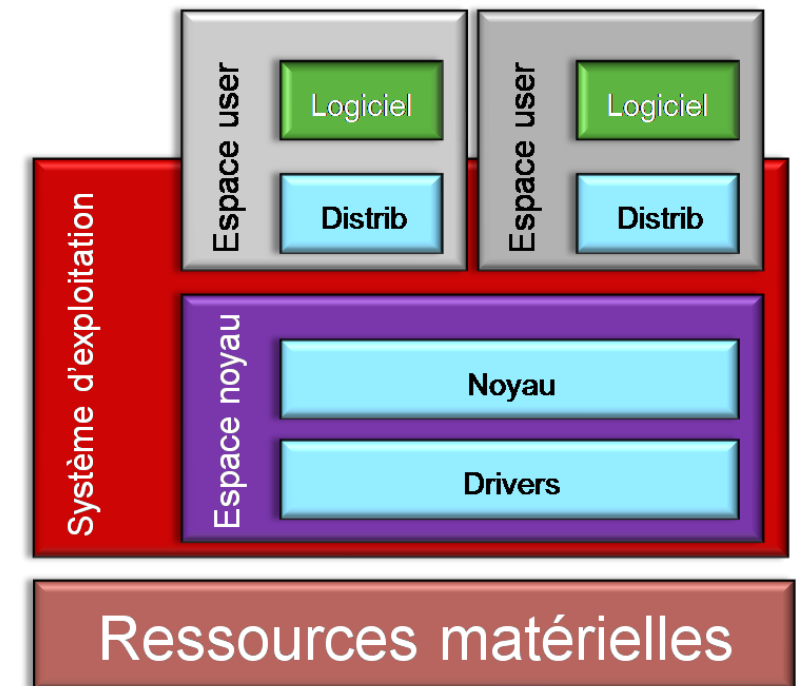 Espace user
Logiciel
Distrib
Espace user
Logiciel
Distrib
Système d'exploitation
Espace noyau
Noyau
Drivers
Ressources matérielles